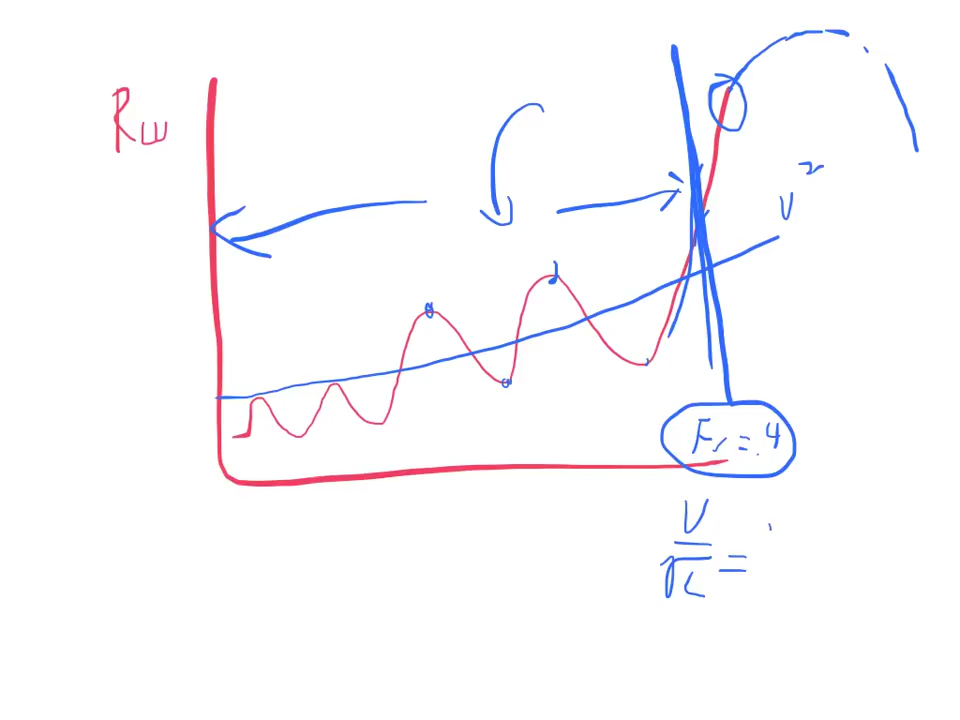 Rw
V²
Fr = .4
V/√L =